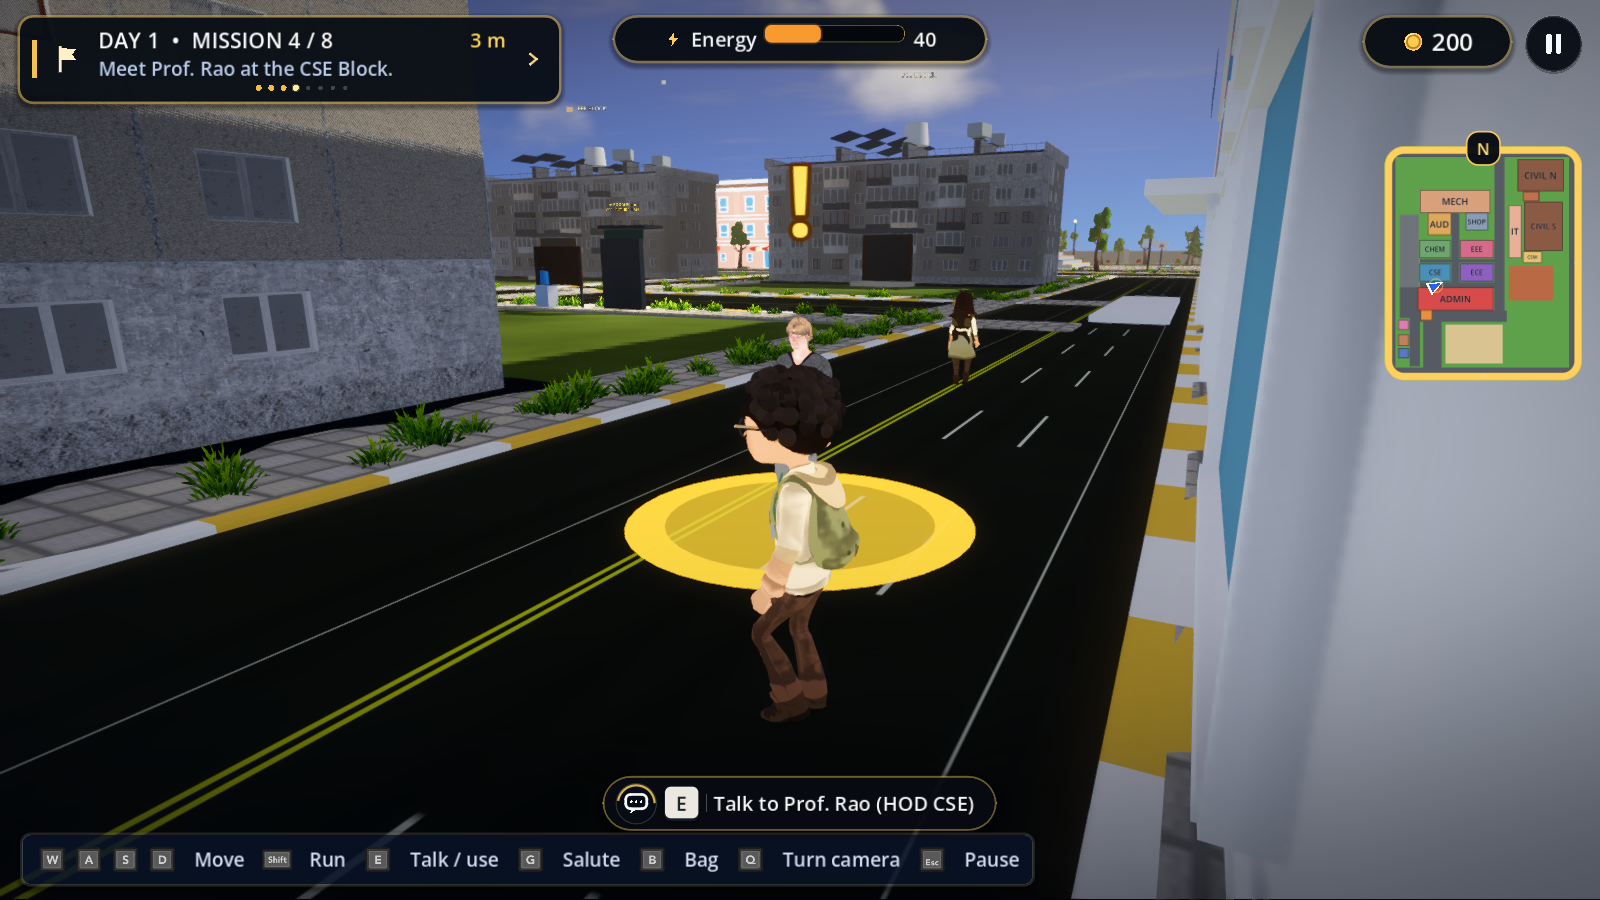 DAY 1 • MISSION 4 / 8
3 m
Meet Prof. Rao at the CSE Block.
Energy
40
200
N
CIVIL N
MECH
AUD
SHOP
IT
CIVIL S
CHEM
EEE
CSE
ECE
ADMIN
E
Talk to Prof. Rao (HOD CSE)
W A S D Move Shift Run E Talk / use G Salute B Bag Q Turn camera Esc Pause